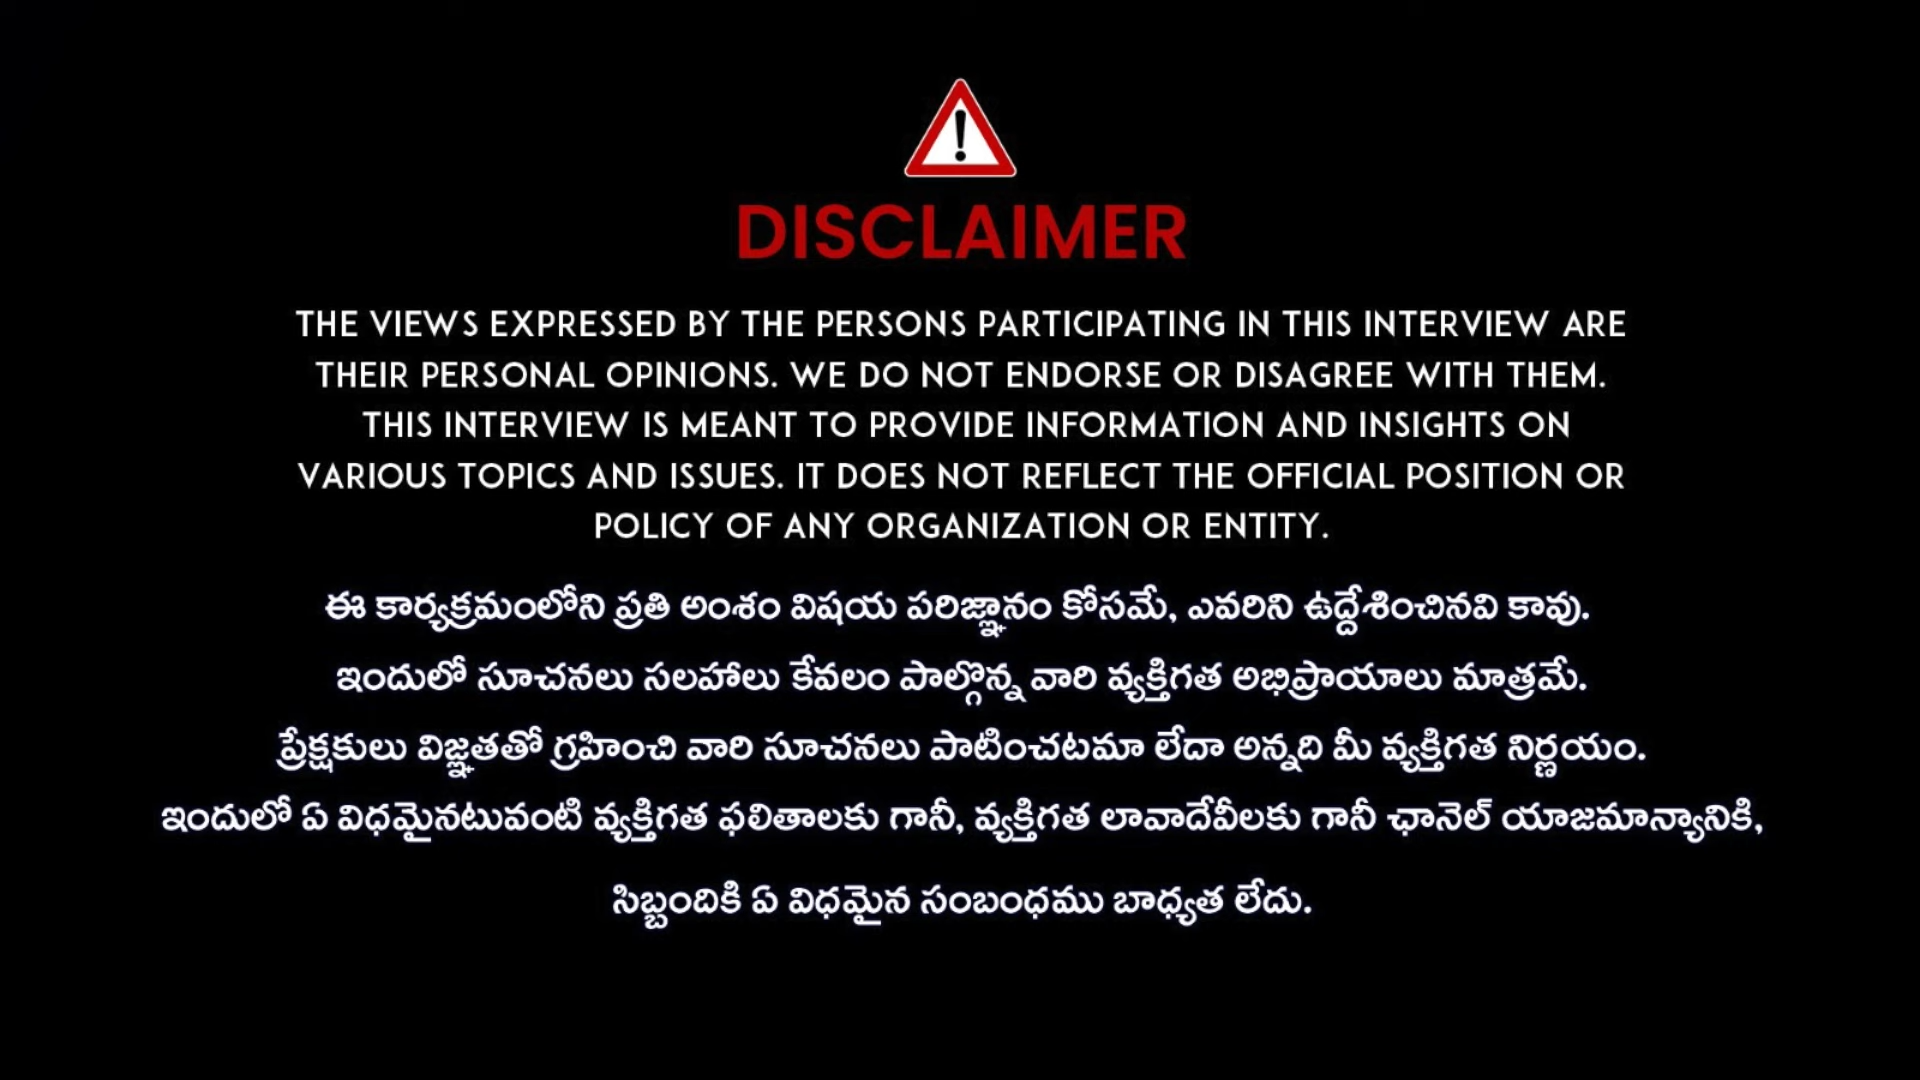 DISCLAIMER
THE VIEWS EXPRESSED BY THE PERSONS PARTICIPATING IN THIS INTERVIEW ARE
THEIR PERSONAL OPINIONS. WE DO NOT ENDORSE OR DISAGREE WITH THEM.
THIS INTERVIEW IS MEANT TO PROVIDE INFORMATION AND INSIGHTS ON
VARIOUS TOPICS AND ISSUES. IT DOES NOT REFLECT THE OFFICIAL POSITION OR
POLICY OF ANY ORGANIZATION OR ENTITY.
ఈ కార్యక్రమంలోని ప్రతి అంశం విషయ పరిజ్ఞానం కోసమే, ఎవరిని ఉద్దేశించినవి కావు.
ఇందులో సూచనలు సలహాలు కేవలం పాల్గొన్న వారి వ్యక్తిగత అభిప్రాయాలు మాత్రమే.
ప్రేక్షకులు విజ్ఞతతో గ్రహించి వారి సూచనలు పాటించటమా లేదా అన్నది మీ వ్యక్తిగత నిర్ణయం.
ఇందులో ఏ విధమైనటువంటి వ్యక్తిగత ఫలితాలకు గానీ, వ్యక్తిగత లావాదేవీలకు గానీ ఛానెల్ యాజమాన్యానికి,
సిబ్బందికి ఏ విధమైన సంబంధము బాధ్యత లేదు.